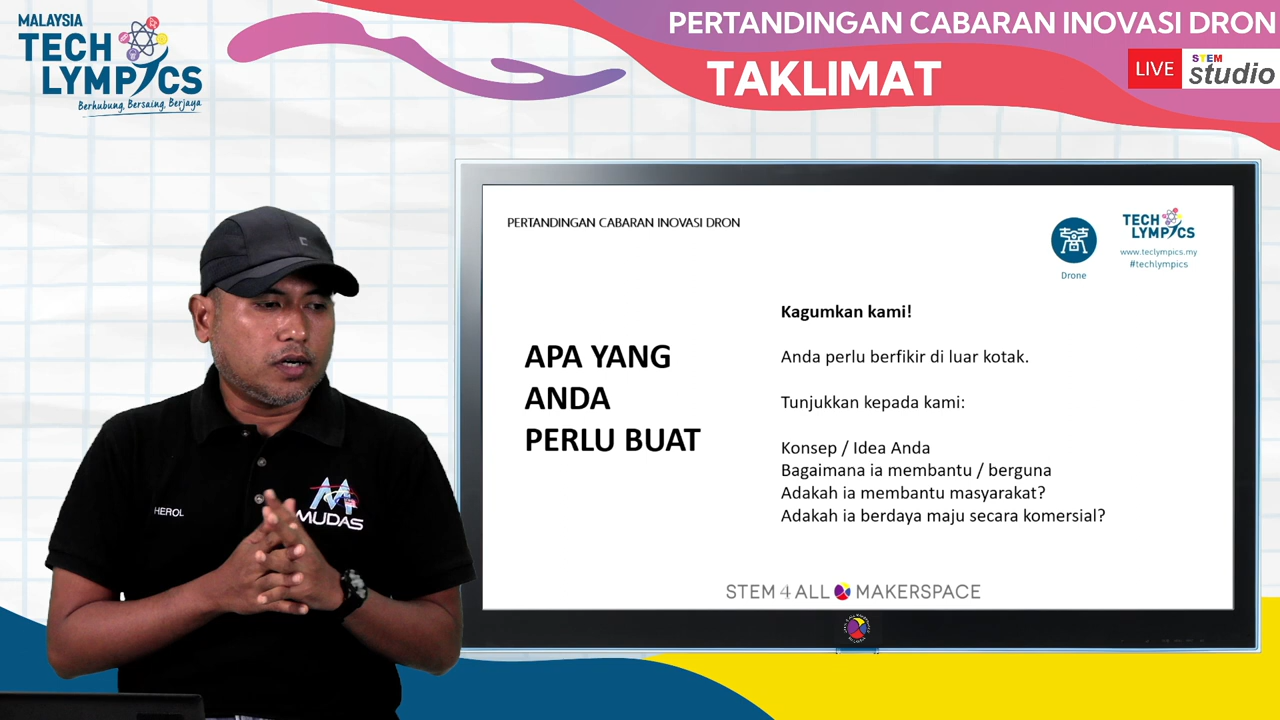 MALAYSIA
TECH
LYMPICS
Berhubung, Bersaing, Berjaya
PERTANDINGAN CABARAN INOVASI DRON
TAKLIMAT
LIVE
STEM
studio
PERTANDINGAN CABARAN INOVASI DRON
Drone
TECH
LYMPICS
www.teclympics.my
#techlympics
APA YANG
ANDA
PERLU BUAT
Kagumkan kami!
Anda perlu berfikir di luar kotak.
Tunjukkan kepada kami:
Konsep / Idea Anda
Bagaimana ia membantu / berguna
Adakah ia membantu masyarakat?
Adakah ia berdaya maju secara komersial?
STEM 4 ALL MAKERSPACE
HEROL
MUDAS